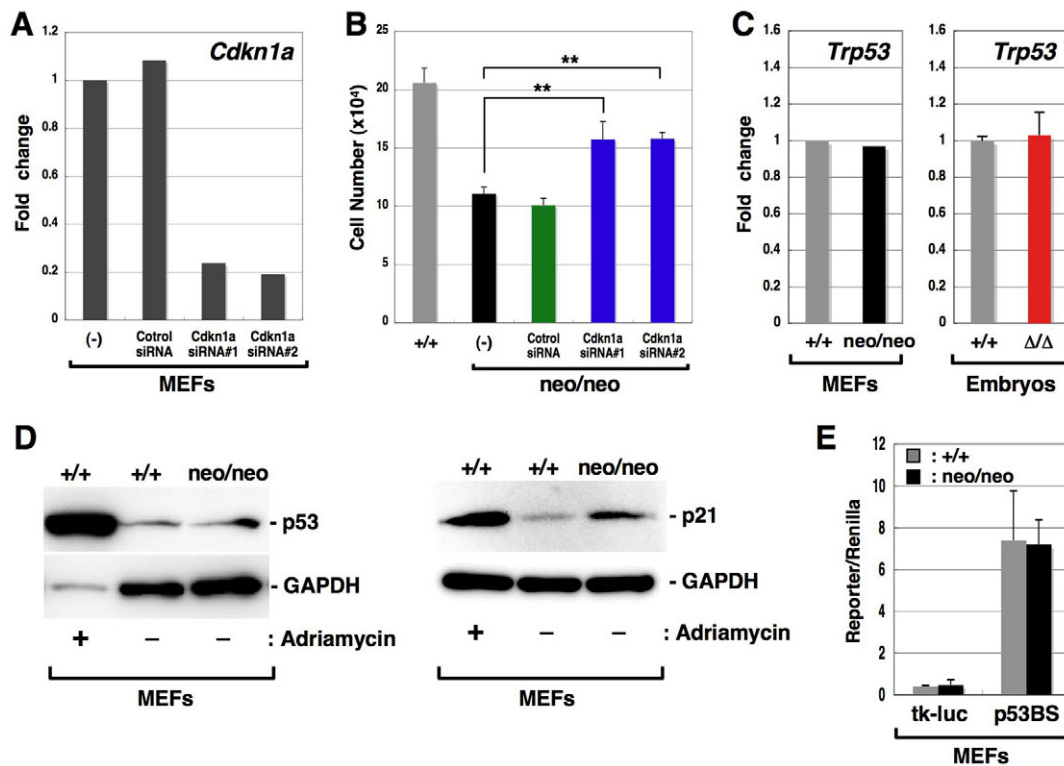 A
Cdkn1a
Fold change
1.2
1
0.8
0.6
0.4
0.2
0
(-)
Cotrol siRNA
Cdkn1a siRNA#1
Cdkn1a siRNA#2
MEFs
B
Cell Number (x10⁴)
25
20
15
10
5
0
**
**
+/+
(-)
Cotrol siRNA
Cdkn1a siRNA#1
Cdkn1a siRNA#2
neo/neo
C
Trp53
Fold change
1.6
1.4
1.2
1
0.8
0.6
0.4
0.2
0
+/+ neo/neo
MEFs
Trp53
1.6
1.4
1.2
1
0.8
0.6
0.4
0.2
0
+/+ Δ/Δ
Embryos
D
+/+ +/+ neo/neo
- p53
- GAPDH
+ – – : Adriamycin
MEFs
+/+ +/+ neo/neo
- p21
- GAPDH
+ – – : Adriamycin
MEFs
E
Reporter/Renilla
12
10
8
6
4
2
0
: +/+
: neo/neo
tk-luc p53BS
MEFs